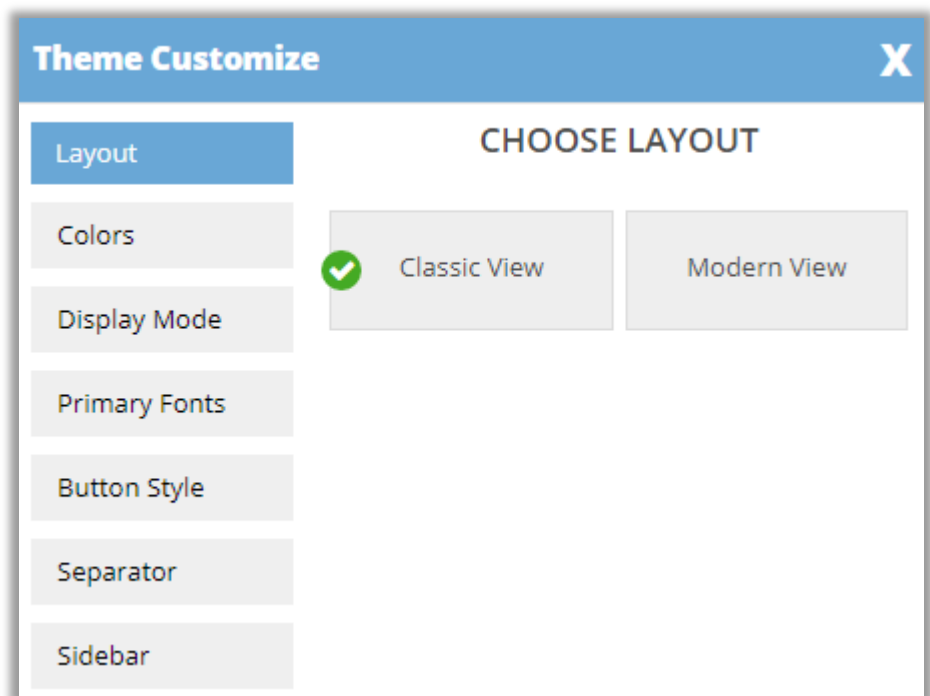 Theme Customize
X
Layout
Colors
Display Mode
Primary Fonts
Button Style
Separator
Sidebar
CHOOSE LAYOUT
Classic View
Modern View